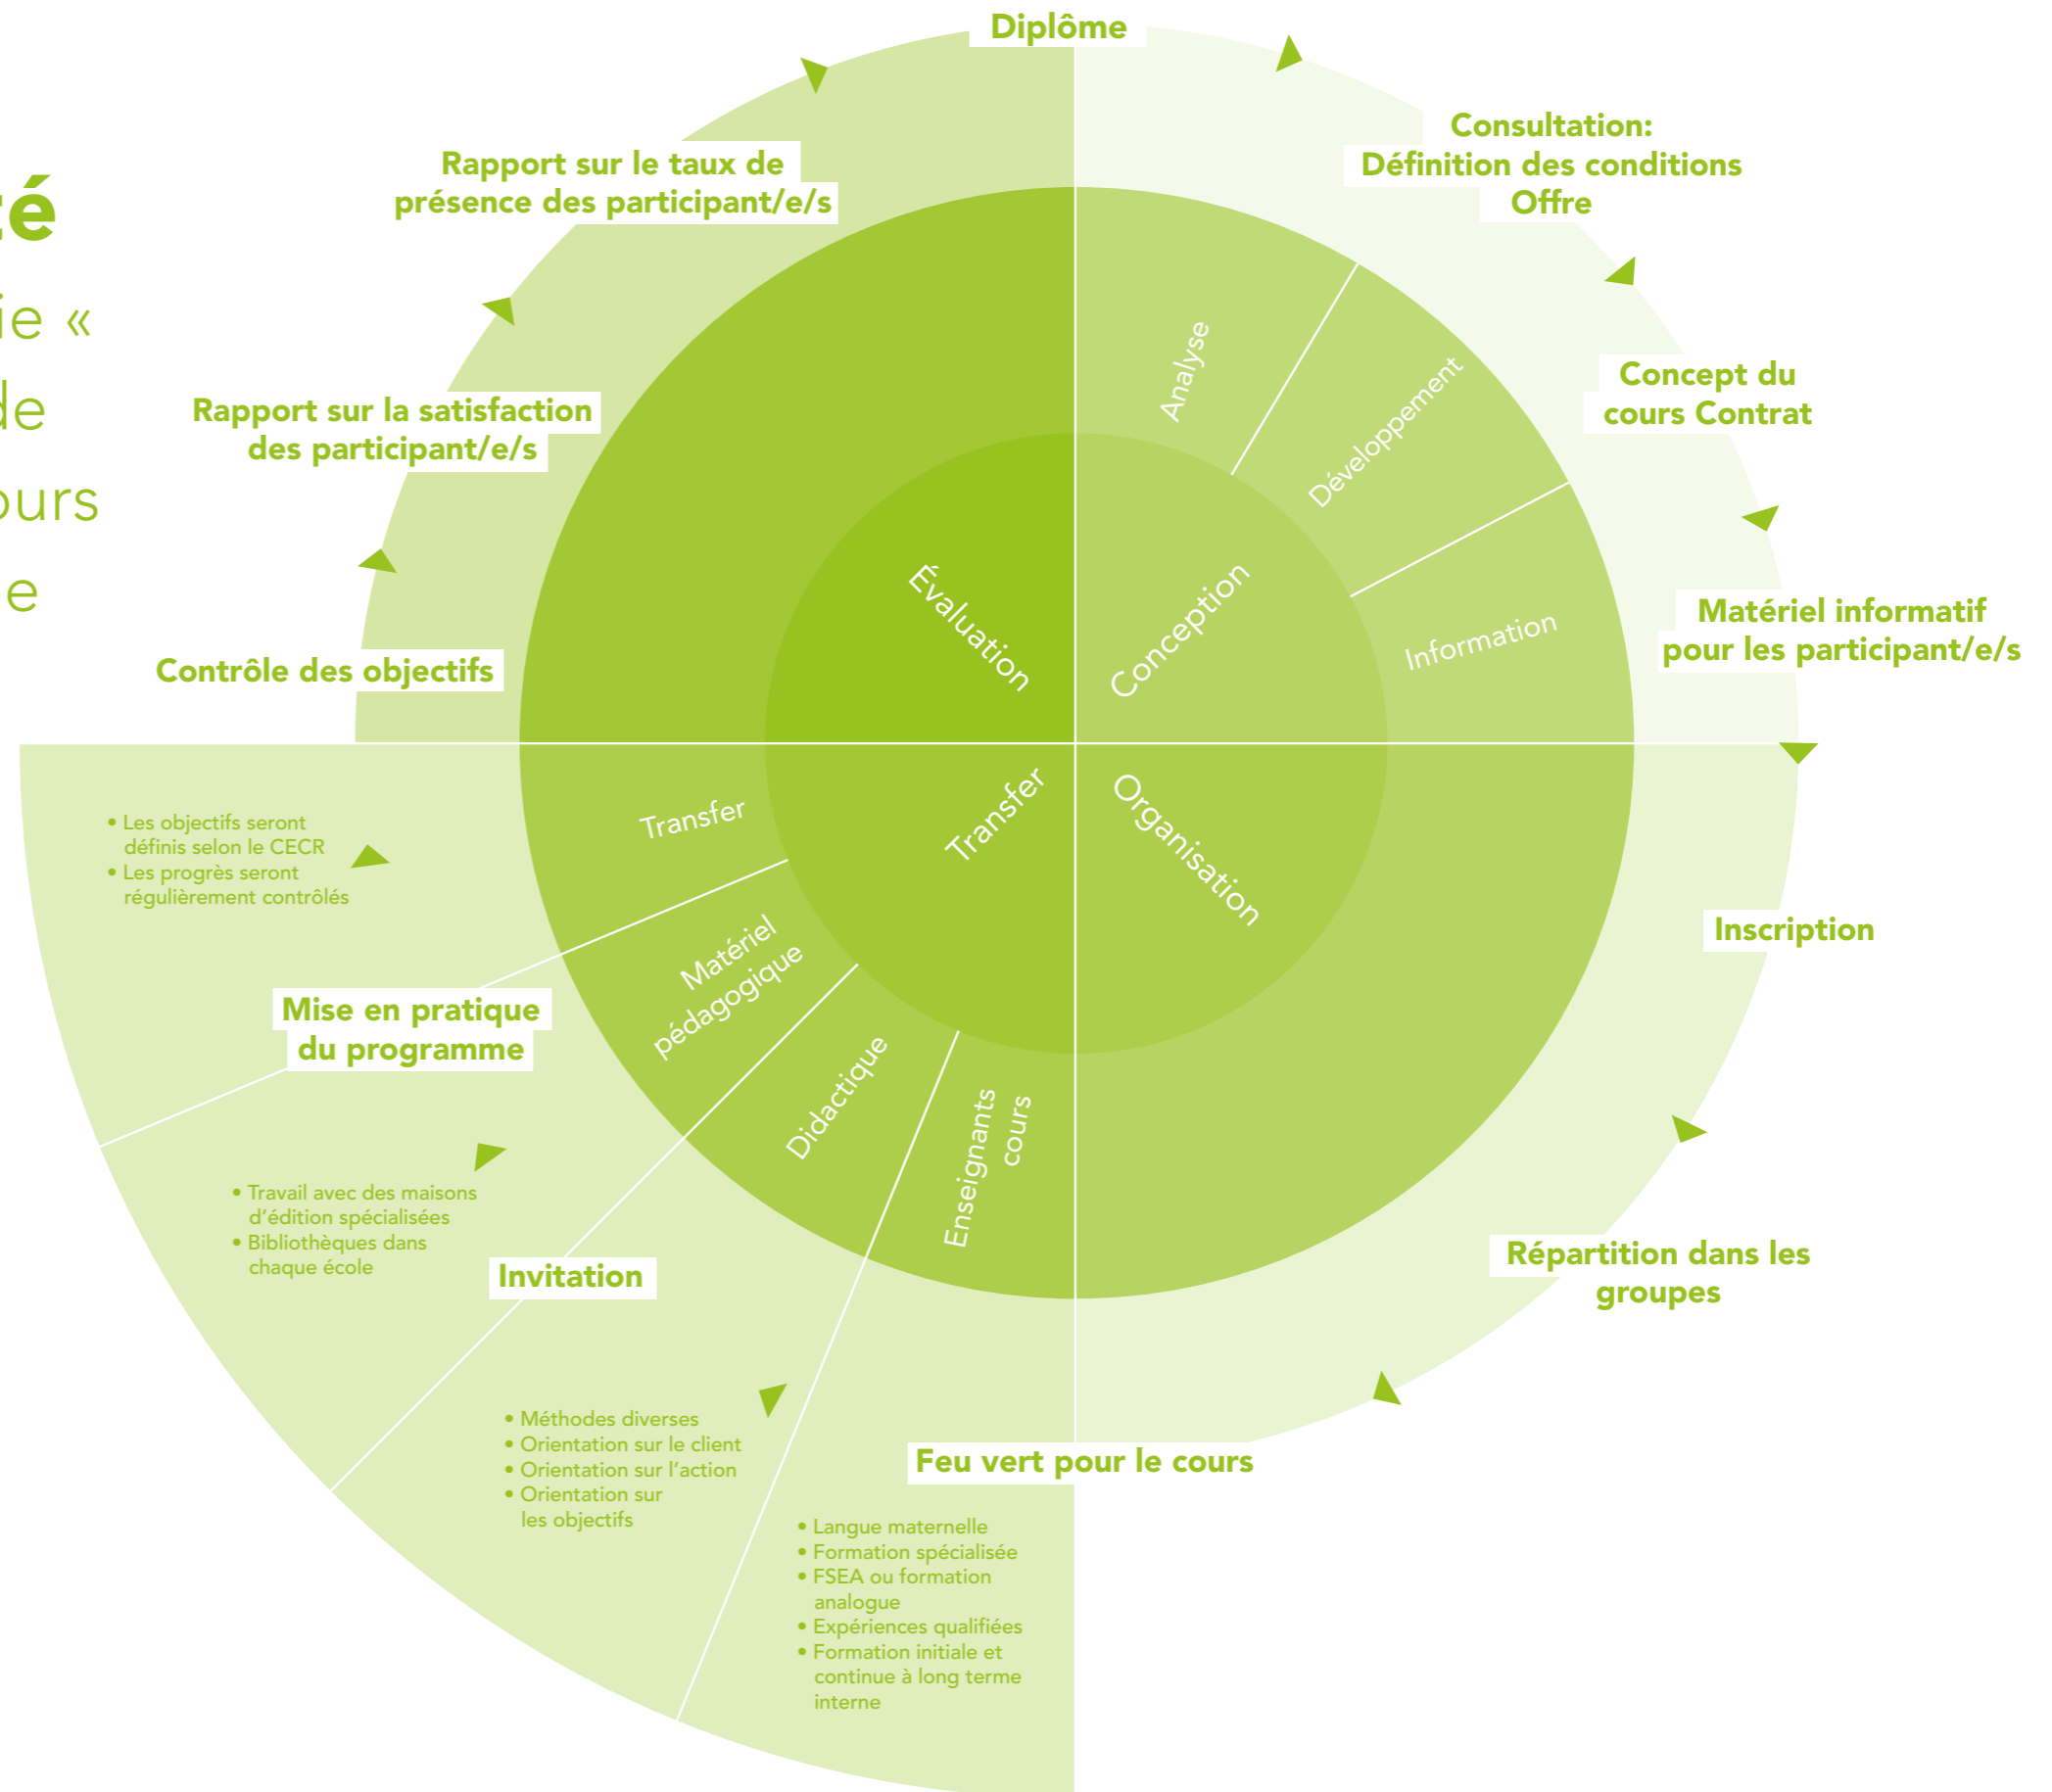 té
ie «
de
ours
e
Diplôme
Consultation:
Définition des conditions
Offre
Concept du
cours Contrat
Matériel informatif
pour les participant/e/s
Inscription
Répartition dans les
groupes
Feu vert pour le cours
Invitation
Mise en pratique
du programme
Contrôle des objectifs
Rapport sur la satisfaction
des participant/e/s
Rapport sur le taux de
présence des participant/e/s
Évaluation
Conception
Organisation
Transfer
Analyse
Développement
Information
Transfer
Matériel
pédagogique
Didactique
Enseignants
cours
• Les objectifs seront
définis selon le CECR
• Les progrès seront
régulièrement contrôlés
• Travail avec des maisons
d'édition spécialisées
• Bibliothèques dans
chaque école
• Méthodes diverses
• Orientation sur le client
• Orientation sur l'action
• Orientation sur
les objectifs
• Langue maternelle
• Formation spécialisée
• FSEA ou formation
analogue
• Expériences qualifiées
• Formation initiale et
continue à long terme
interne